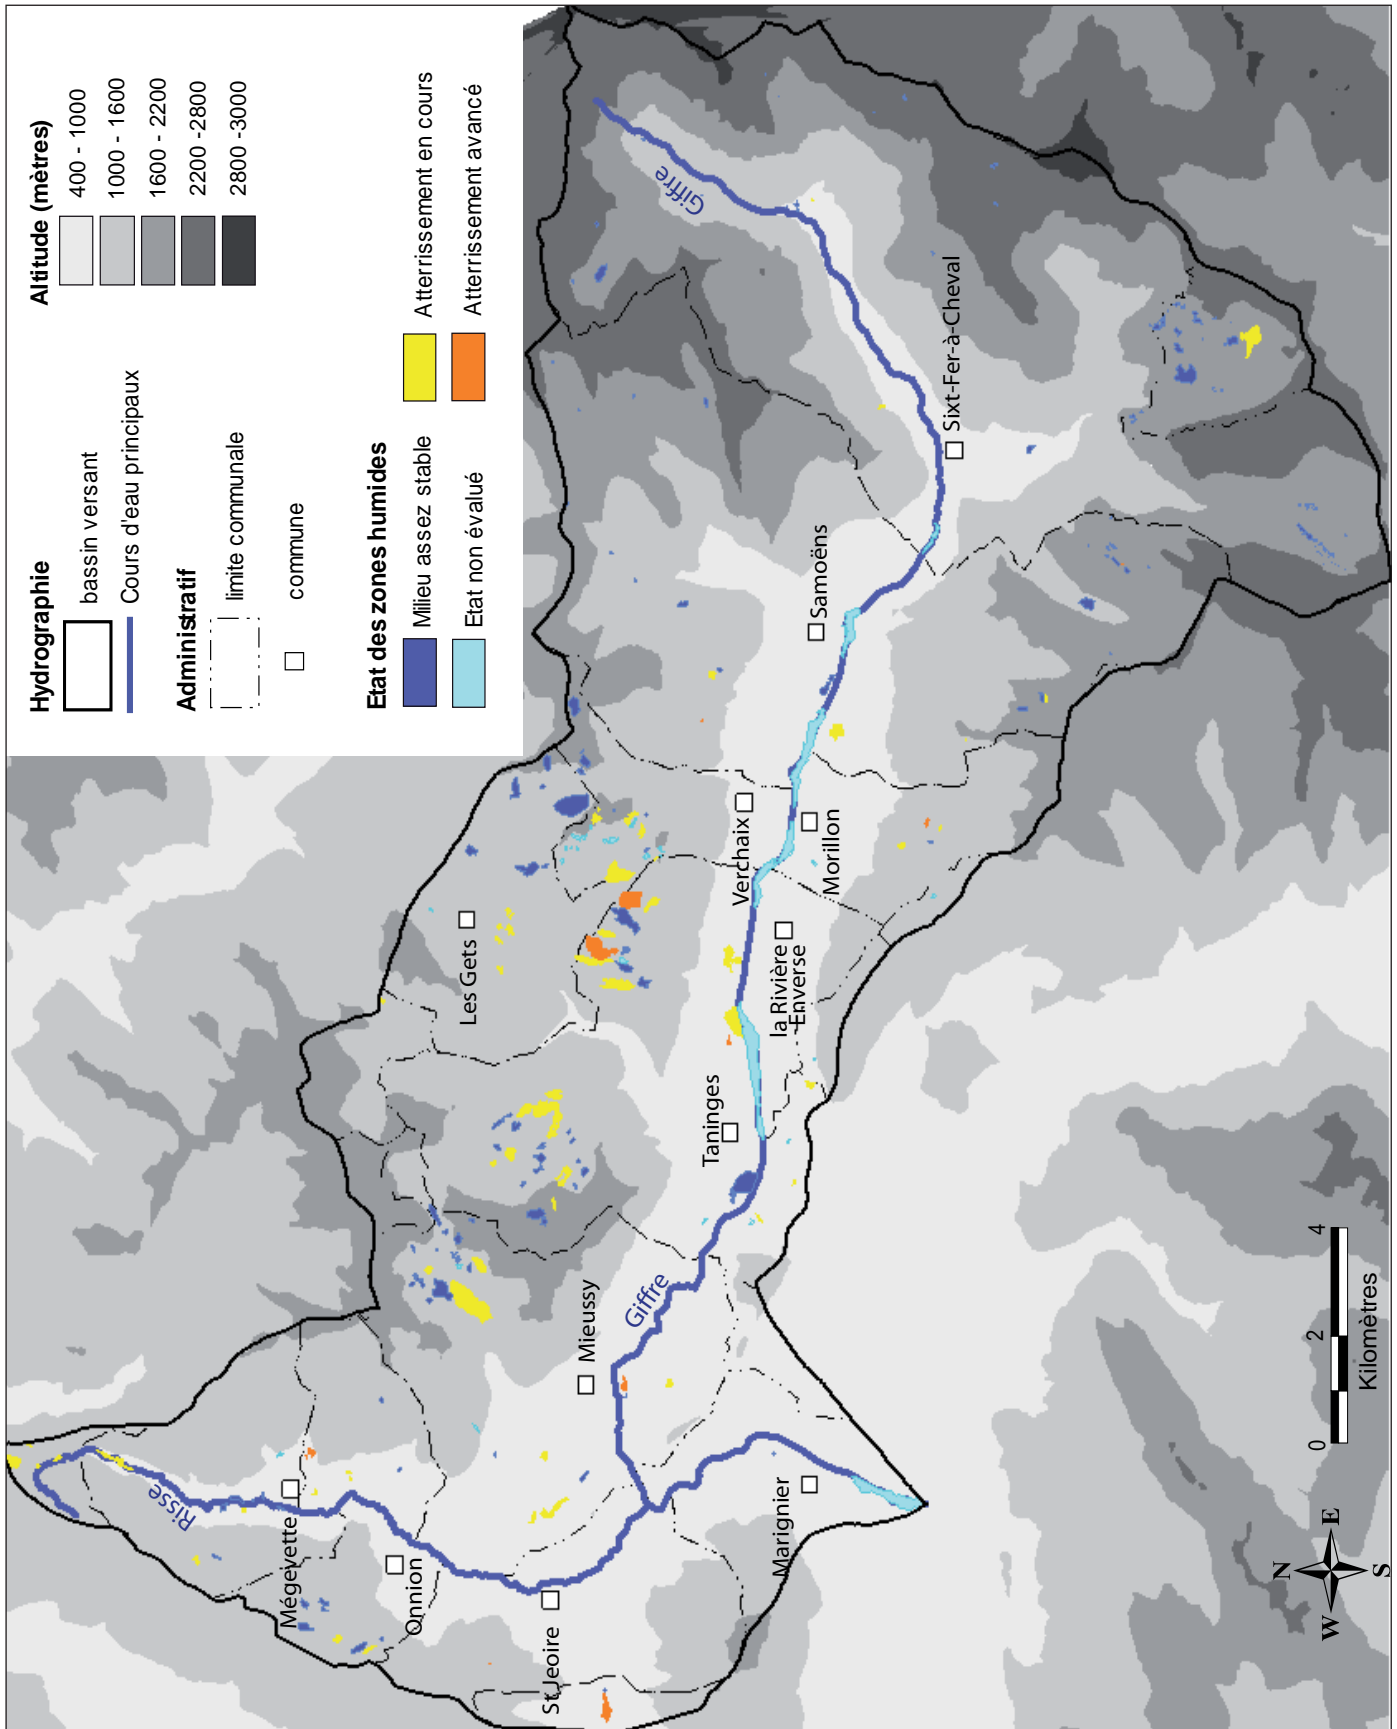 Hydrographie
bassin versant
Cours d'eau principaux
Administratif
limite communale
commune
Altitude (mètres)
400 - 1000
1000 - 1600
1600 - 2200
2200 -2800
2800 -3000
Etat des zones humides
Milieu assez stable
Etat non évalué
Atterrissement en cours
Atterrissement avancé
Risse
Mégevette
Onnion
St Jeoire
Marignier
Mieussy
Giffre
Taninges
Les Gets
la Rivière
Enverse
Verchaix
Morillon
Samoëns
Sixt-Fer-à-Cheval
Giffre
N
W
E
S
0
2
4
Kilomètres